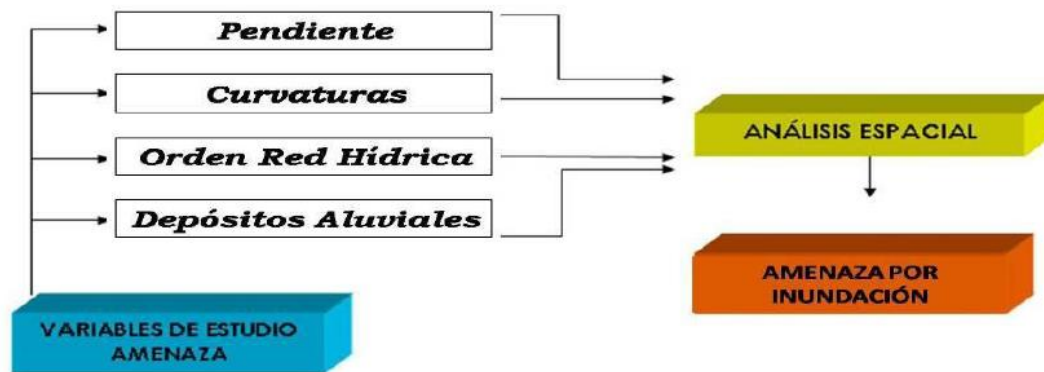 Pendiente
Curvaturas
Orden Red Hídrica
Depósitos Aluviales
VARIABLES DE ESTUDIO
AMENAZA
ANÁLISIS ESPACIAL
AMENAZA POR
INUNDACIÓN